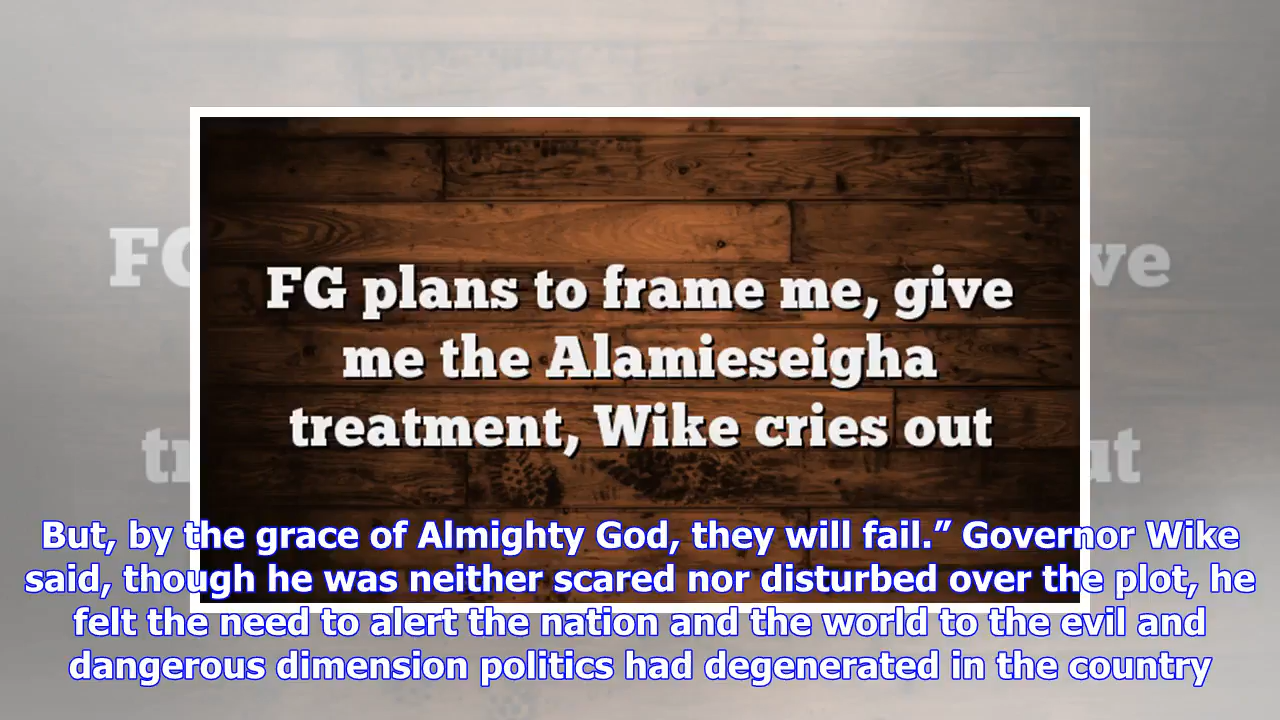 FG plans to frame me, give
me the Alamieseigha
treatment, Wike cries out
But, by the grace of Almighty God, they will fail.” Governor Wike
said, though he was neither scared nor disturbed over the plot, he
felt the need to alert the nation and the world to the evil and
dangerous dimension politics had degenerated in the country